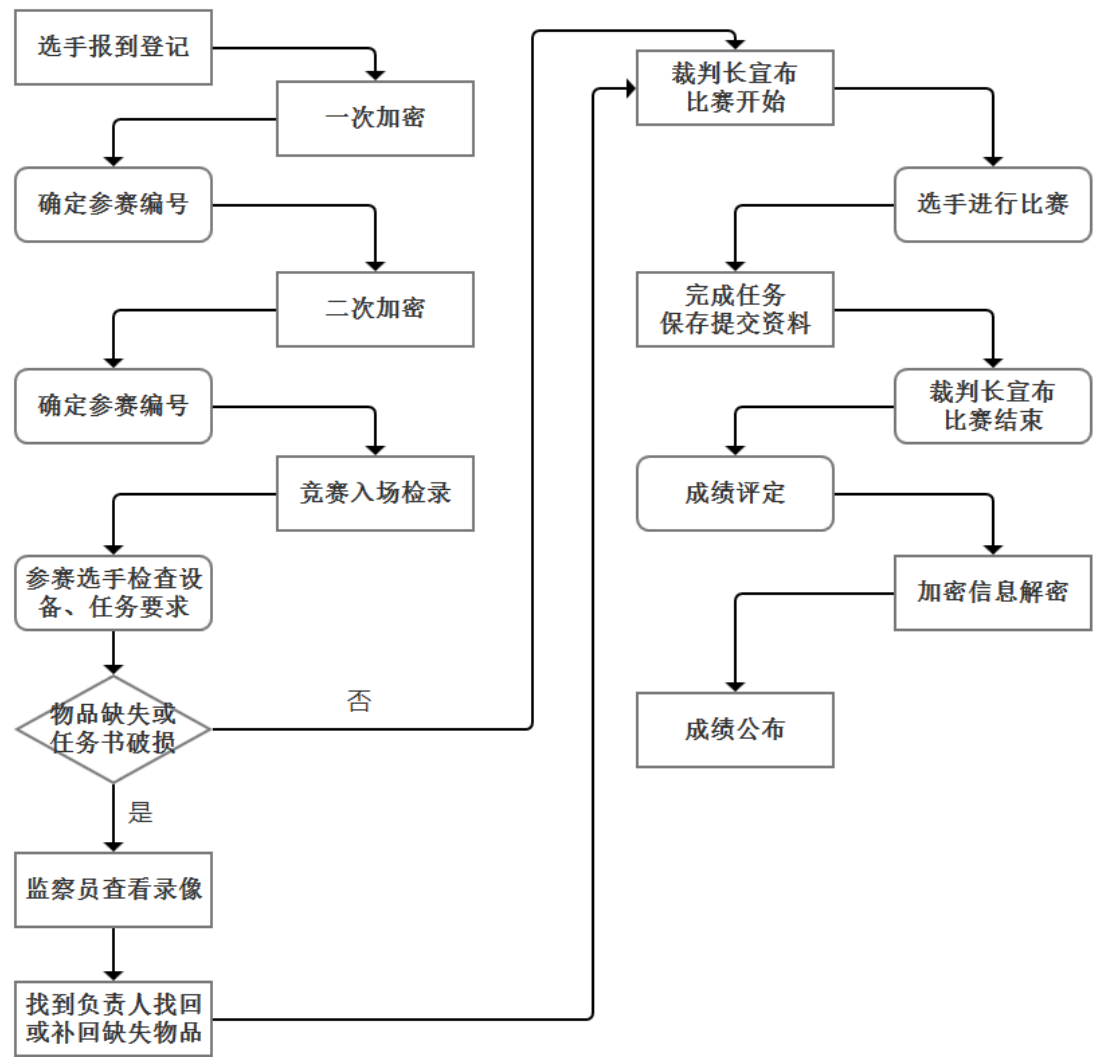 选手报到登记
一次加密
确定参赛编号
二次加密
确定参赛编号
竞赛入场检录
参赛选手检查设
备、任务要求
物品缺失或
任务书破损
否
是
监察员查看录像
找到负责人找回
或补回缺失物品
裁判长宣布
比赛开始
选手进行比赛
完成任务
保存提交资料
裁判长宣布
比赛结束
成绩评定
加密信息解密
成绩公布